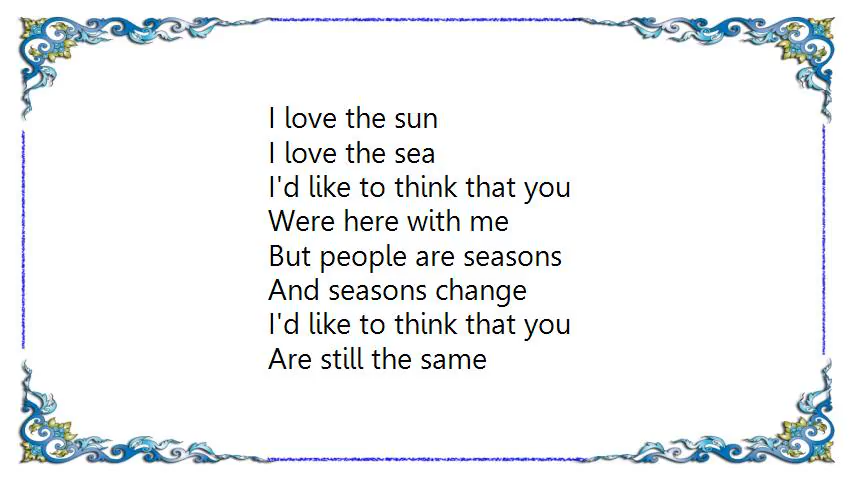 I love the sun
I love the sea
I'd like to think that you
Were here with me
But people are seasons
And seasons change
I'd like to think that you
Are still the same